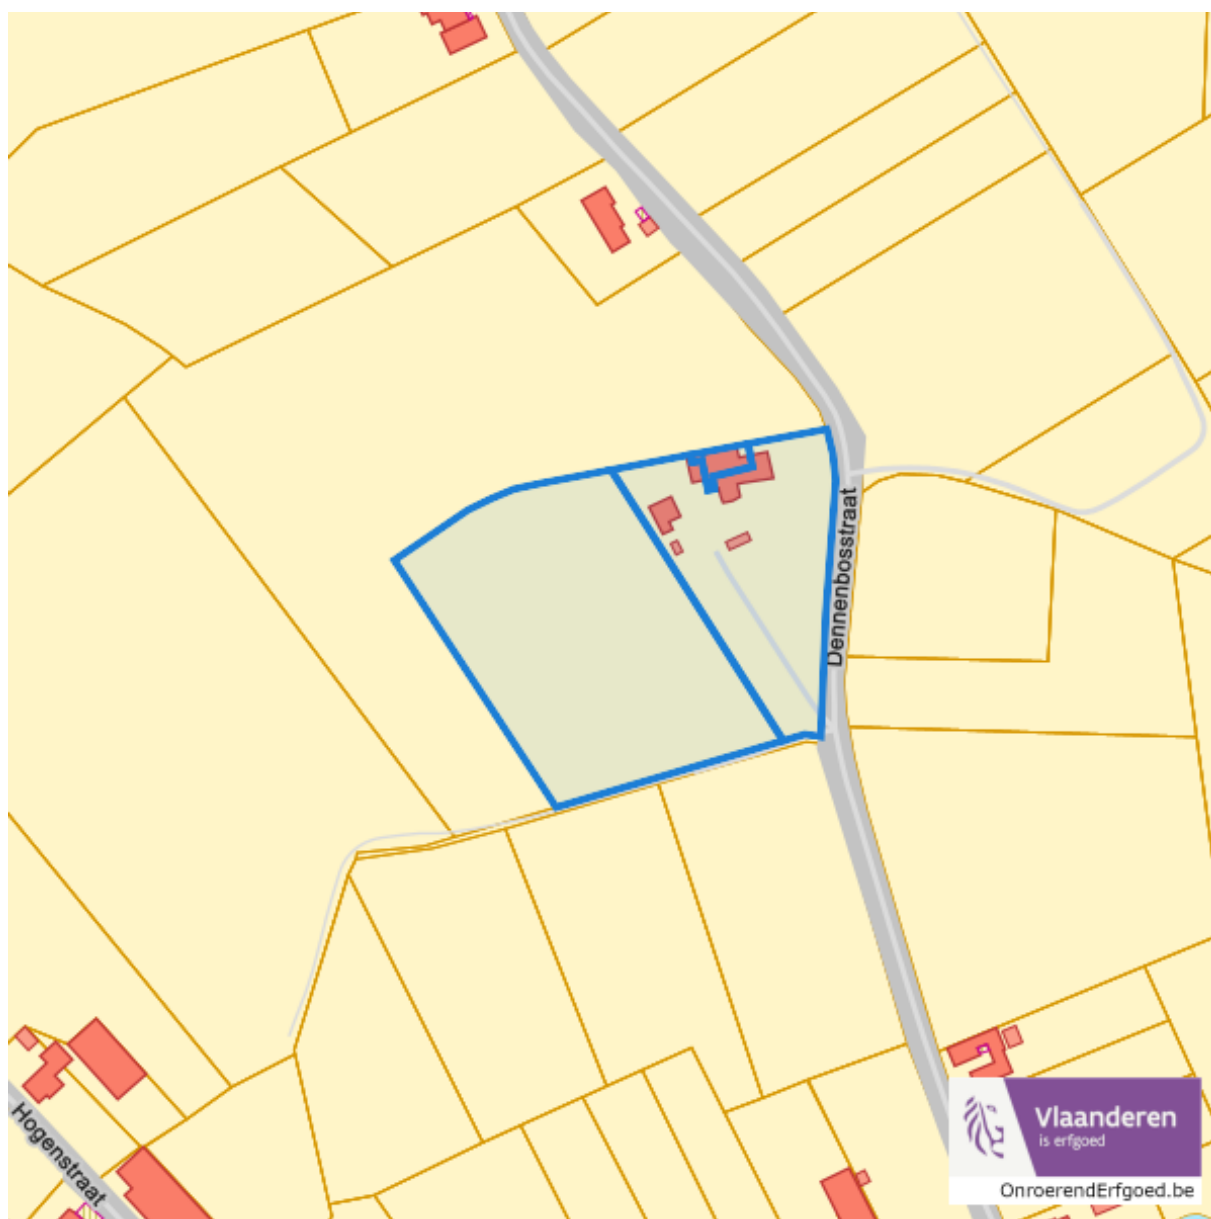 Dennenbosstraat
Hogenstraat
Vlaanderen
is erfgoed
OnroerendErfgoed.be